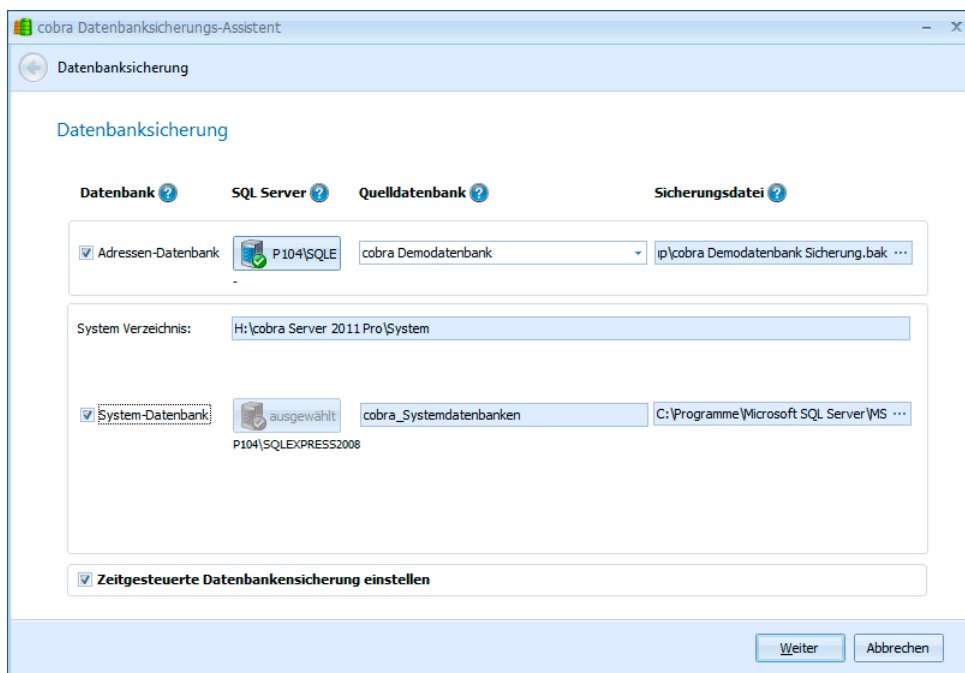 cobra Datenbanksicherungs-Assistent
Datenbanksicherung
Datenbanksicherung
Datenbank SQL Server Quelldatenbank Sicherungsdatei
Adressen-Datenbank P104\SQLE cobra Demodatenbank ıp\cobra Demodatenbank Sicherung.bak ...
-
System Verzeichnis: H:\cobra Server 2011 Pro\System
System-Datenbank ausgewählt cobra_Systemdatenbanken C:\Programme\Microsoft SQL Server\MS ...
P104\SQLEXPRESS2008
Zeitgesteuerte Datenbankensicherung einstellen
Weiter Abbrechen